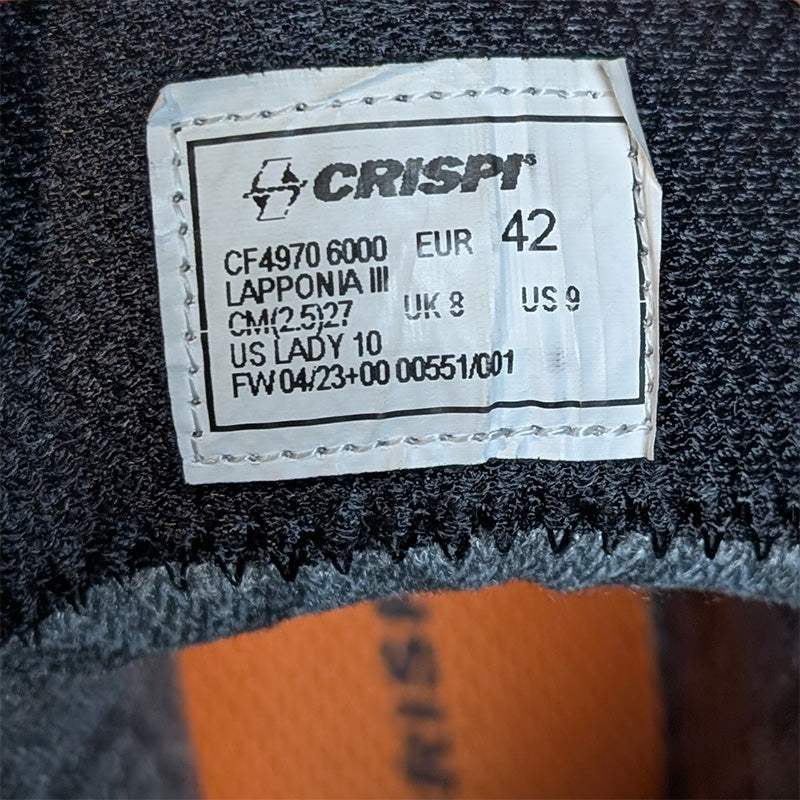 CRISPI®
CF4970 6000 EUR 42
LAPPONIA III
CM(2.5)27 UK 8 US 9
US LADY 10
FW 04/23+00 00551/001
CRISPI